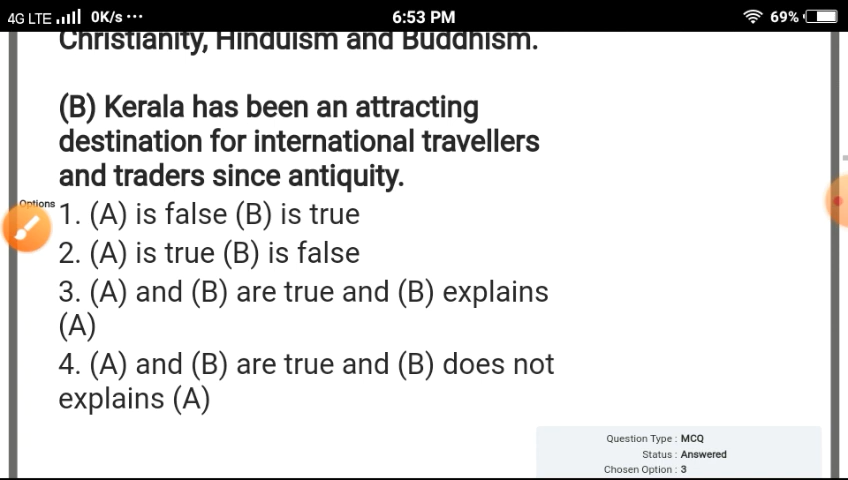 4G LTE 0K/s ... 6:53 PM 69%
Christianity, Hinduism and Buddhism.
(B) Kerala has been an attracting
destination for international travellers
and traders since antiquity.
Options
1. (A) is false (B) is true
2. (A) is true (B) is false
3. (A) and (B) are true and (B) explains
(A)
4. (A) and (B) are true and (B) does not
explains (A)
Question Type : MCQ
Status : Answered
Chosen Option : 3